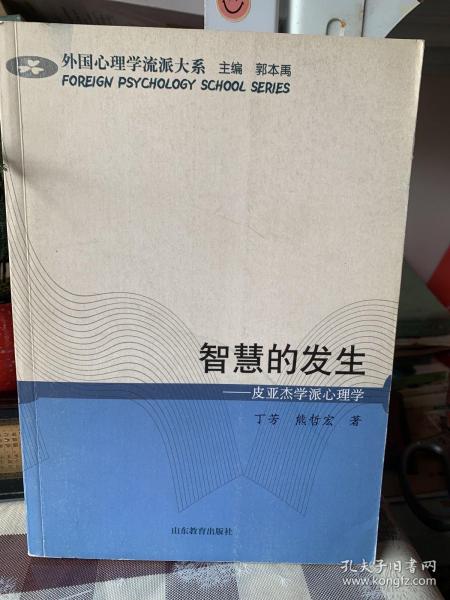 外国心理学流派大系 主编 郭本禹
FOREIGN PSYCHOLOGY SCHOOL SERIES
智慧的发生
——皮亚杰学派心理学
丁芳 熊哲宏 著
山东教育出版社
孔夫子旧书网
www.kongfz.com